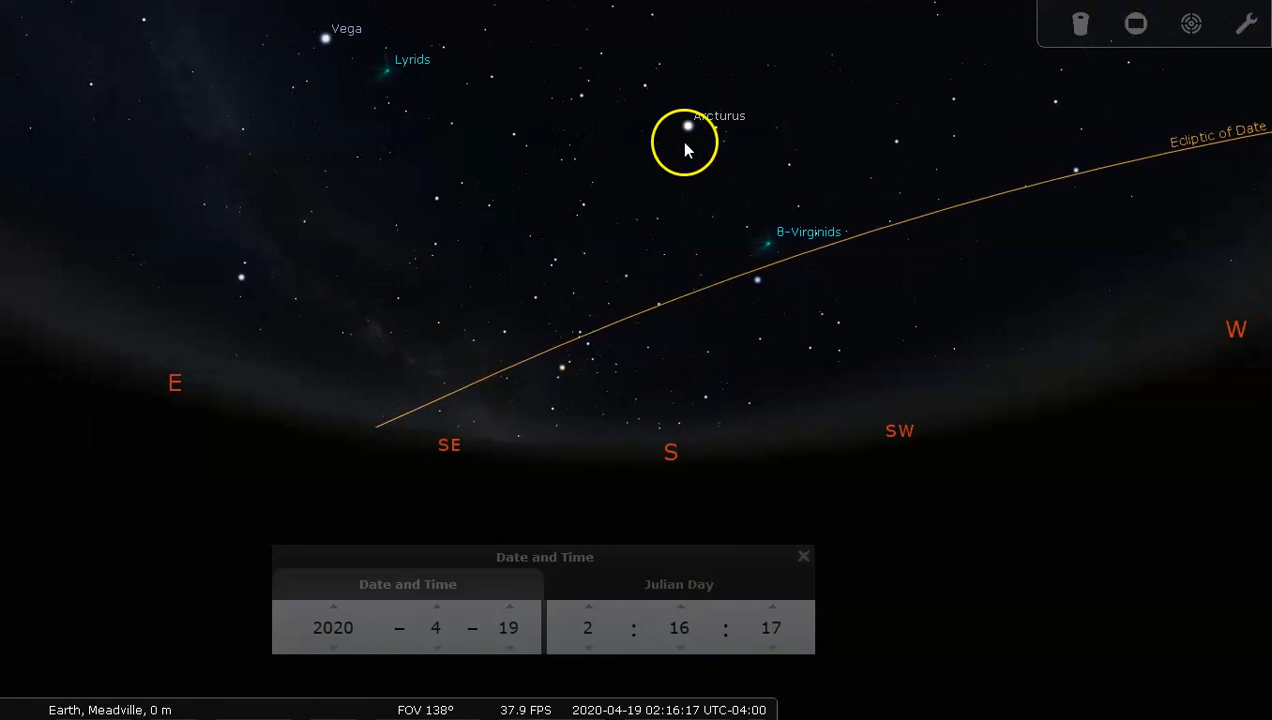 Vega
Lyrids
Arcturus
Ecliptic of Date
θ-Virginids
W
E
SE
S
SW
Date and Time
Date and Time
Julian Day
2020 - 4 - 19
2 : 16 : 17
Earth, Meadville, 0 m
FOV 138°
37.9 FPS
2020-04-19 02:16:17 UTC-04:00